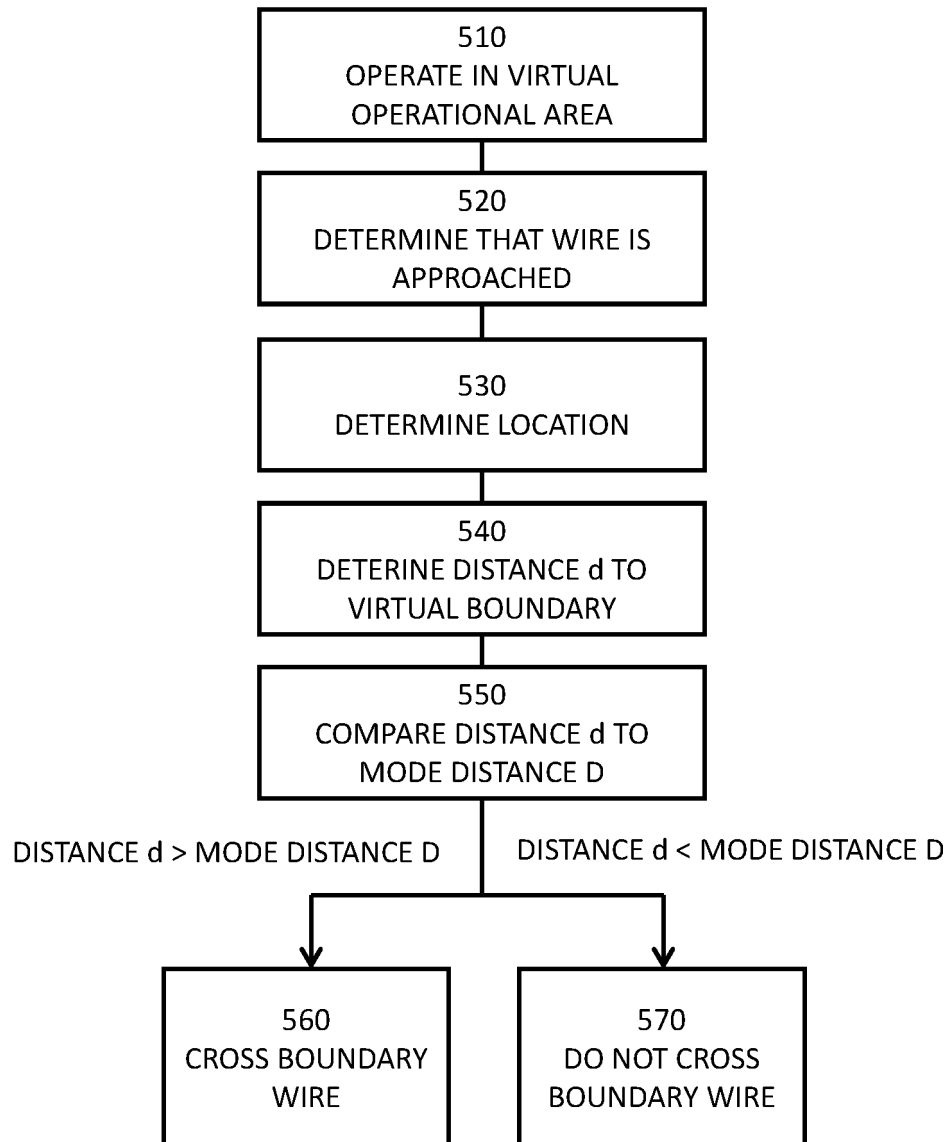 510
OPERATE IN VIRTUAL
OPERATIONAL AREA
520
DETERMINE THAT WIRE IS
APPROACHED
530
DETERMINE LOCATION
540
DETERINE DISTANCE d TO
VIRTUAL BOUNDARY
550
COMPARE DISTANCE d TO
MODE DISTANCE D
DISTANCE d > MODE DISTANCE D
DISTANCE d < MODE DISTANCE D
560
CROSS BOUNDARY
WIRE
570
DO NOT CROSS
BOUNDARY WIRE